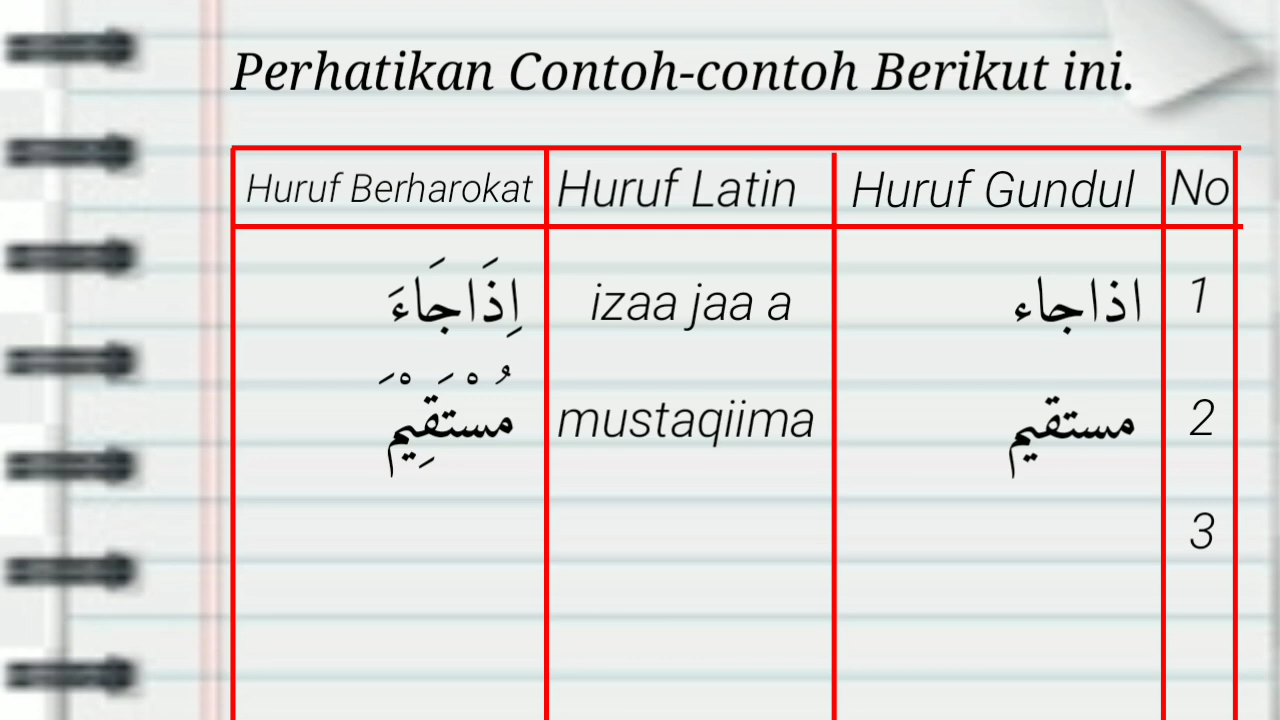 Perhatikan Contoh-contoh Berikut ini.
Huruf Berharokat Huruf Latin Huruf Gundul No
اِذَاجَاءَ izaa jaa a اذاجاء 1
مُسْتَقِيْمَ mustaqiima مستقيم 2
3